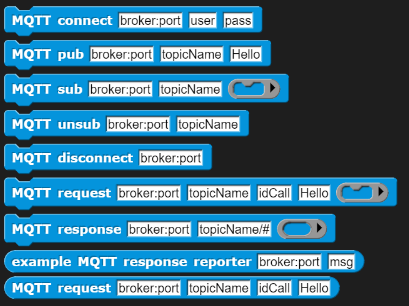 MQTT connect broker:port user pass
MQTT pub broker:port topicName Hello
MQTT sub broker:port topicName
MQTT unsub broker:port topicName
MQTT disconnect broker:port
MQTT request broker:port topicName idCall Hello
MQTT response broker:port topicName/#
example MQTT response reporter broker:port msg
MQTT request broker:port topicName idCall Hello